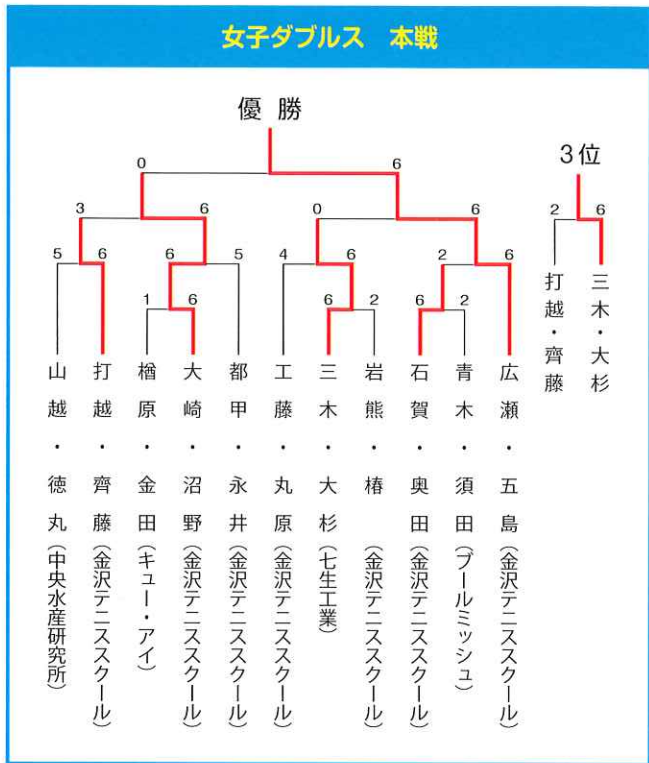 女子ダブルス 本戦
優勝
0 6
3位
3 6 0 6
2 6
5 6 6 5 4 6 2 6
1 6 6 2 6 2
打越・齊藤
三木・大杉
山越・徳丸(中央水産研究所)
打越・齊藤(金沢テニススクール)
楢原・金田(キュー・アイ)
大崎・沼野(金沢テニススクール)
都甲・永井(金沢テニススクール)
工藤・丸原(金沢テニススクール)
三木・大杉(七生工業)
岩熊・椿(金沢テニススクール)
石賀・奥田(金沢テニススクール)
青木・須田(ブールミッシュ)
広瀬・五島(金沢テニススクール)